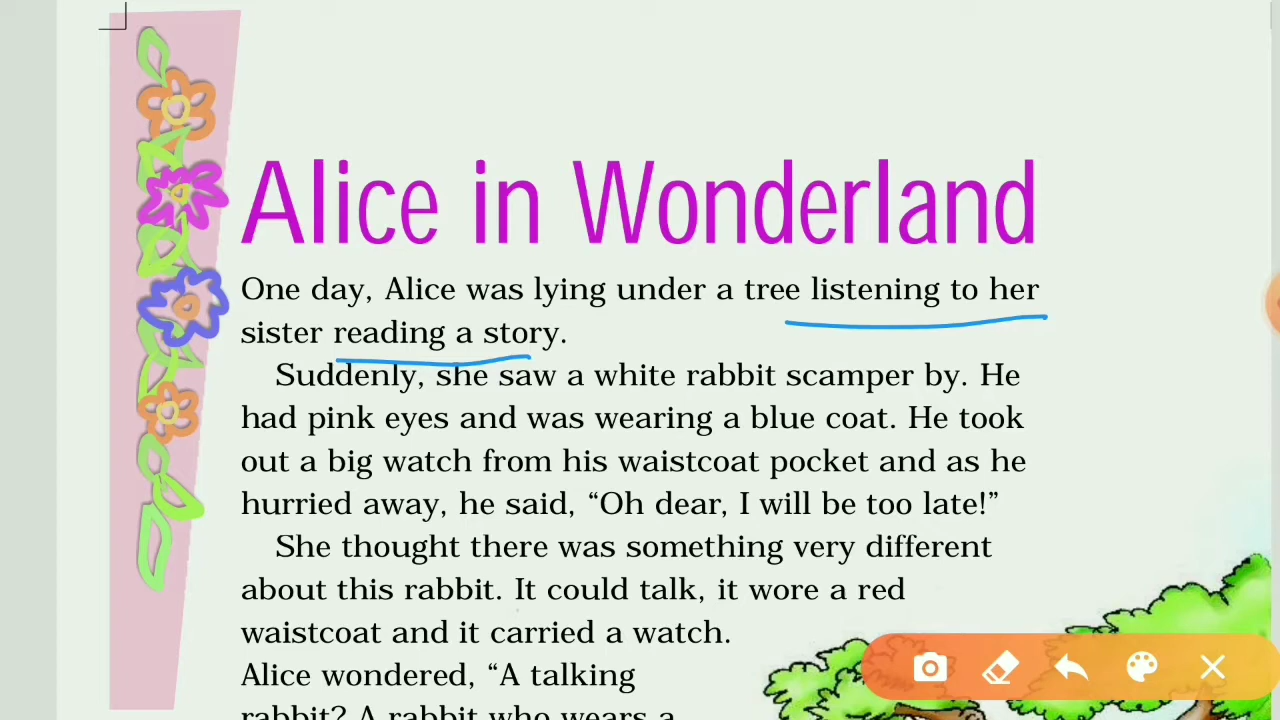 Alice in Wonderland
One day, Alice was lying under a tree listening to her
sister reading a story.
Suddenly, she saw a white rabbit scamper by. He
had pink eyes and was wearing a blue coat. He took
out a big watch from his waistcoat pocket and as he
hurried away, he said, “Oh dear, I will be too late!”
She thought there was something very different
about this rabbit. It could talk, it wore a red
waistcoat and it carried a watch.
Alice wondered, “A talking
rabbit? A rabbit who wears a